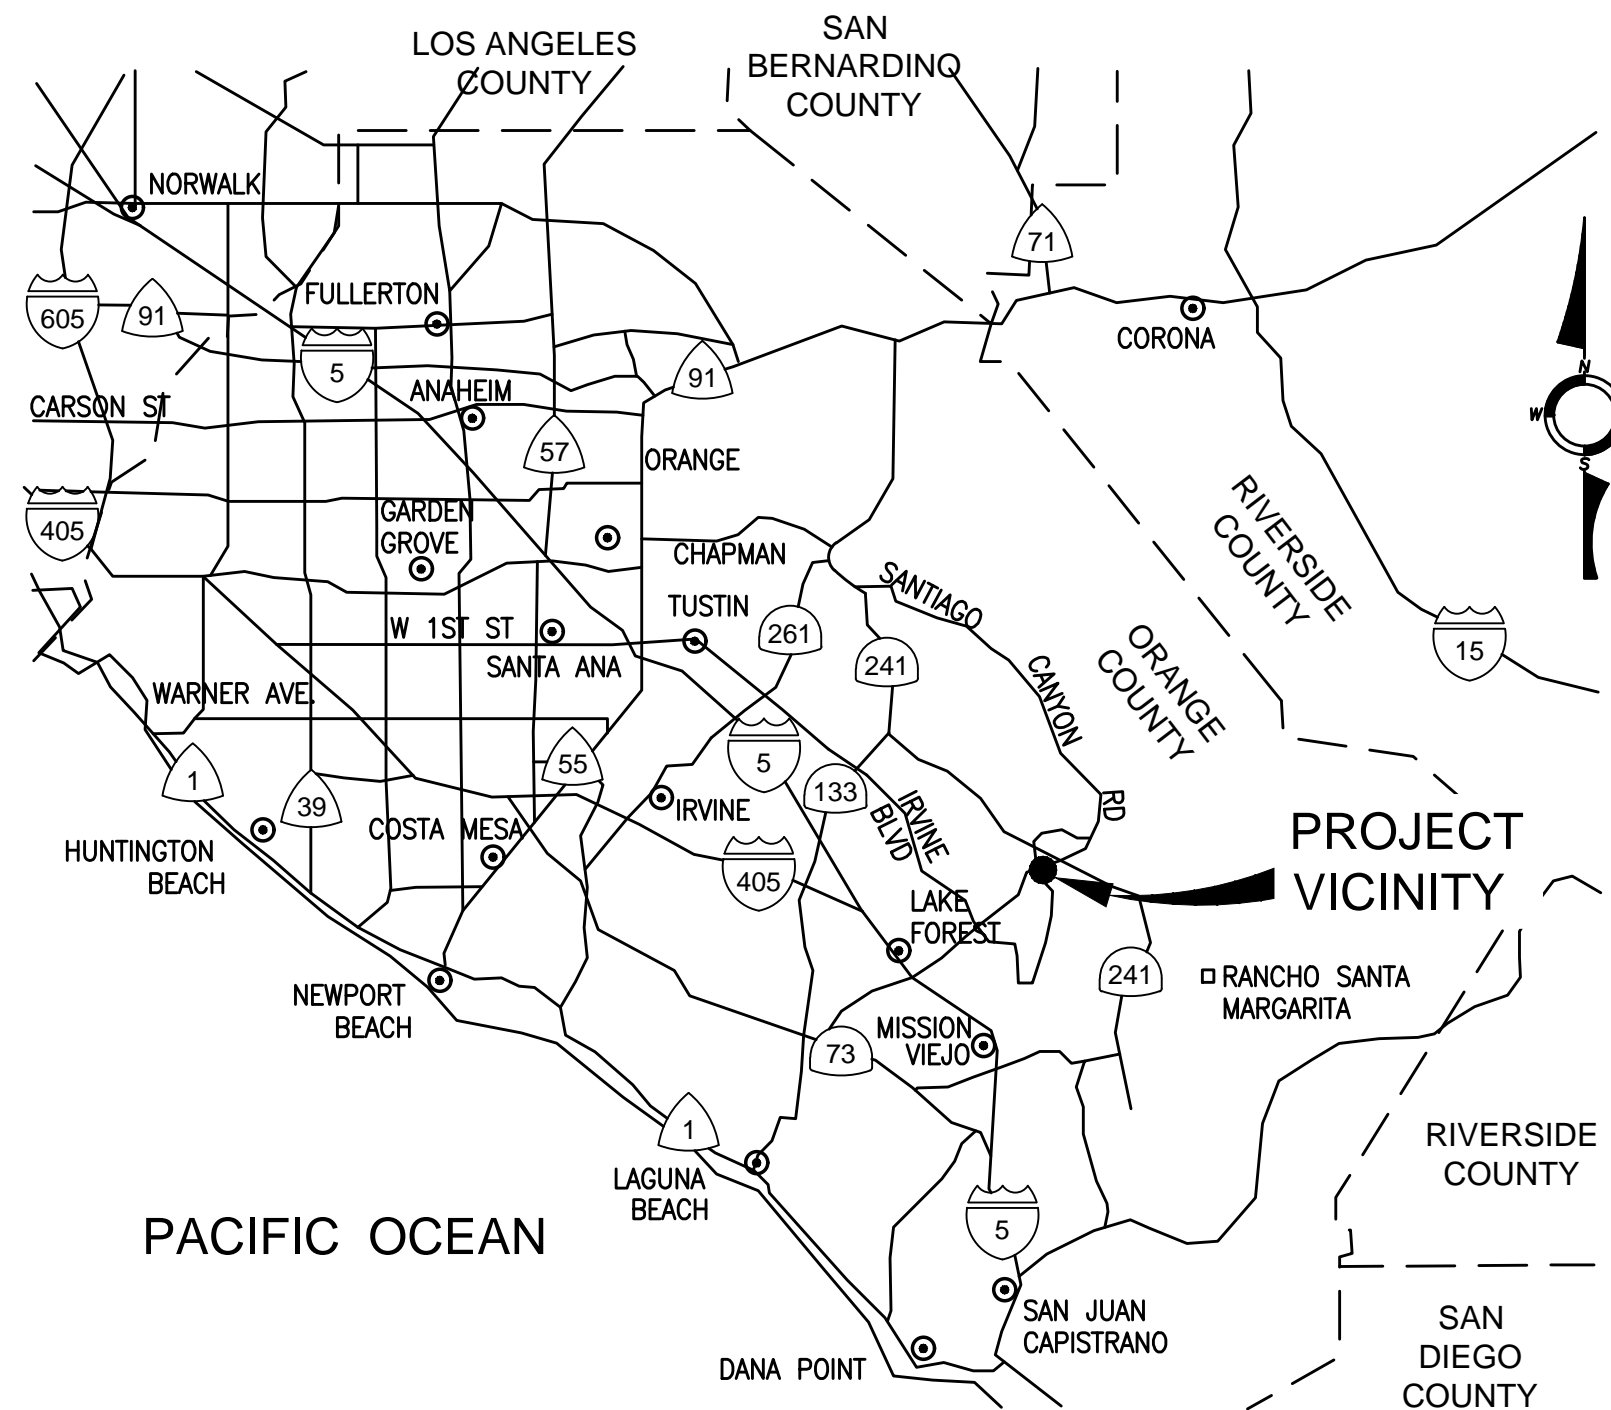 LOS ANGELES
COUNTY
SAN
BERNARDINO
COUNTY
NORWALK
71
605
91
FULLERTON
CORONA
5
91
N
W
S
CARSON ST
ANAHEIM
57
ORANGE
405
GARDEN
GROVE
CHAPMAN
RIVERSIDE
COUNTY
SANTIAGO
CANYON
RD
TUSTIN
W 1ST ST
261
241
SANTA ANA
ORANGE
COUNTY
15
WARNER AVE.
1
39
55
5
133
IRVINE
IRVINE
BLVD
COSTA MESA
HUNTINGTON
BEACH
405
PROJECT
VICINITY
LAKE
FOREST
241
RANCHO SANTA
MARGARITA
NEWPORT
BEACH
MISSION
VIEJO
73
1
RIVERSIDE
COUNTY
LAGUNA
BEACH
PACIFIC OCEAN
5
SAN JUAN
CAPISTRANO
DANA POINT
SAN
DIEGO
COUNTY